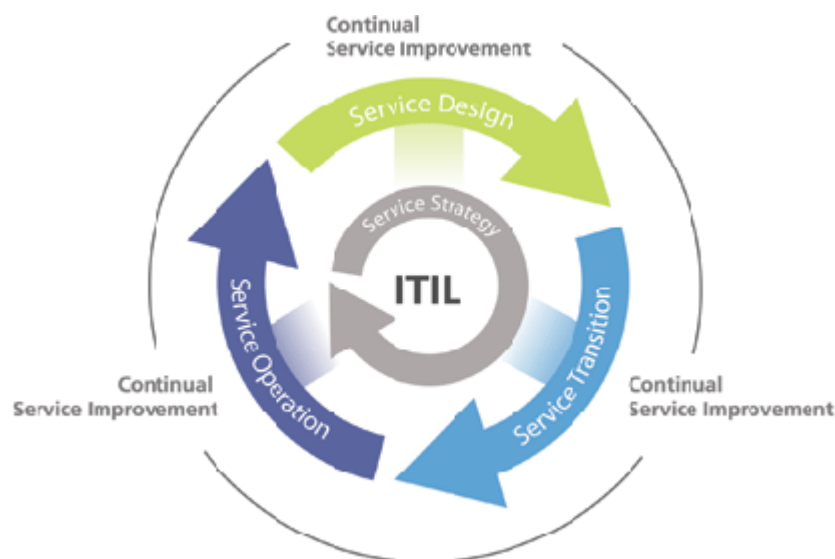 Continual
Service Improvement
Service Design
Service Strategy
ITIL
Service Operation
Service Transition
Continual
Service Improvement
Continual
Service Improvement